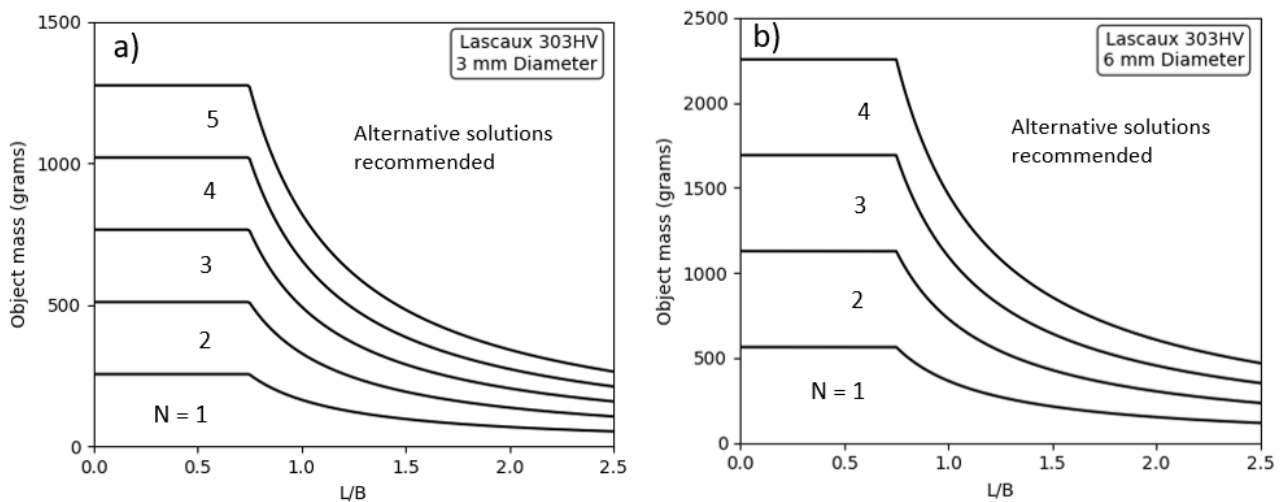 a)
Lascaux 303HV
3 mm Diameter
Alternative solutions
recommended
5
4
3
2
N = 1
Object mass (grams)
1500
1000
500
0
0.0 0.5 1.0 1.5 2.0 2.5
L/B
b)
Lascaux 303HV
6 mm Diameter
Alternative solutions
recommended
4
3
2
N = 1
Object mass (grams)
2500
2000
1500
1000
500
0
0.0 0.5 1.0 1.5 2.0 2.5
L/B